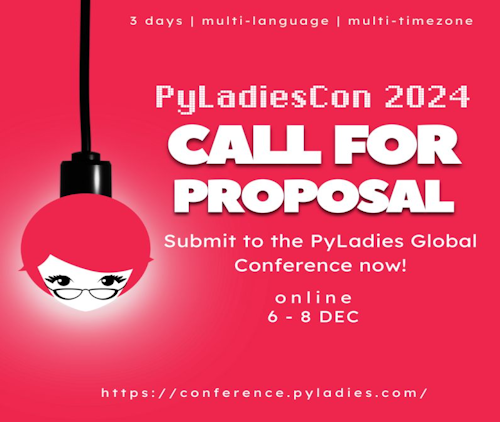 3 days | multi-language | multi-timezone
PyLadiesCon 2024
CALL FOR
PROPOSAL
Submit to the PyLadies Global
Conference now!
online
6 - 8 DEC
https://conference.pyladies.com/